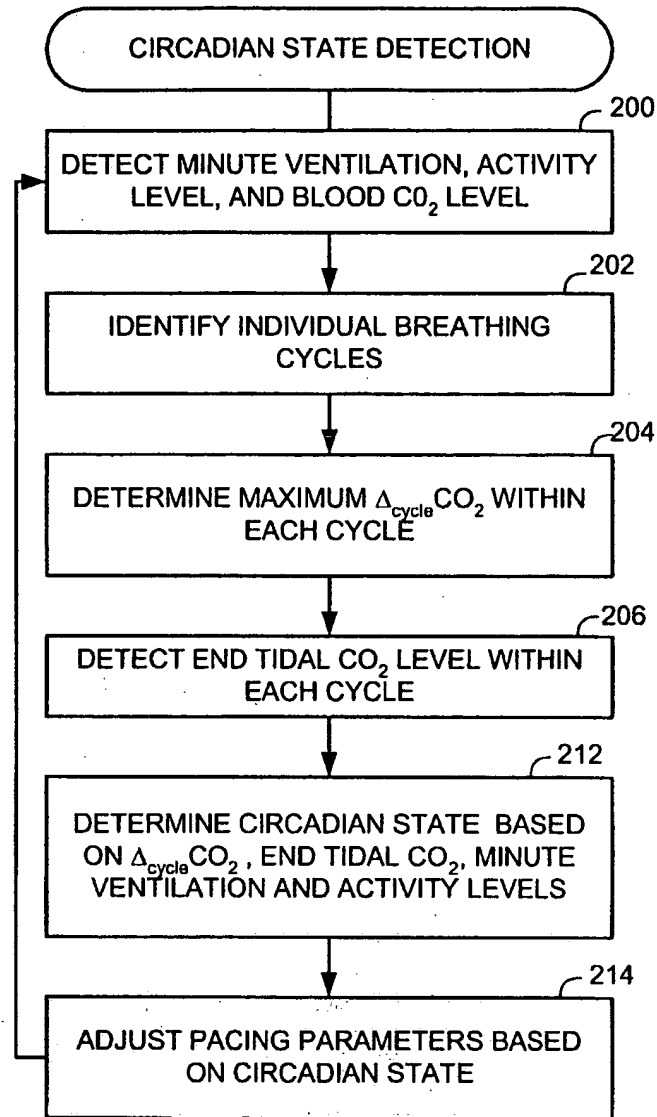 CIRCADIAN STATE DETECTION
200
DETECT MINUTE VENTILATION, ACTIVITY
LEVEL, AND BLOOD C0₂ LEVEL
202
IDENTIFY INDIVIDUAL BREATHING
CYCLES
204
DETERMINE MAXIMUM Δcycle CO₂ WITHIN
EACH CYCLE
206
DETECT END TIDAL CO₂ LEVEL WITHIN
EACH CYCLE
212
DETERMINE CIRCADIAN STATE BASED
ON Δcycle CO₂ , END TIDAL CO₂, MINUTE
VENTILATION AND ACTIVITY LEVELS
214
ADJUST PACING PARAMETERS BASED
ON CIRCADIAN STATE